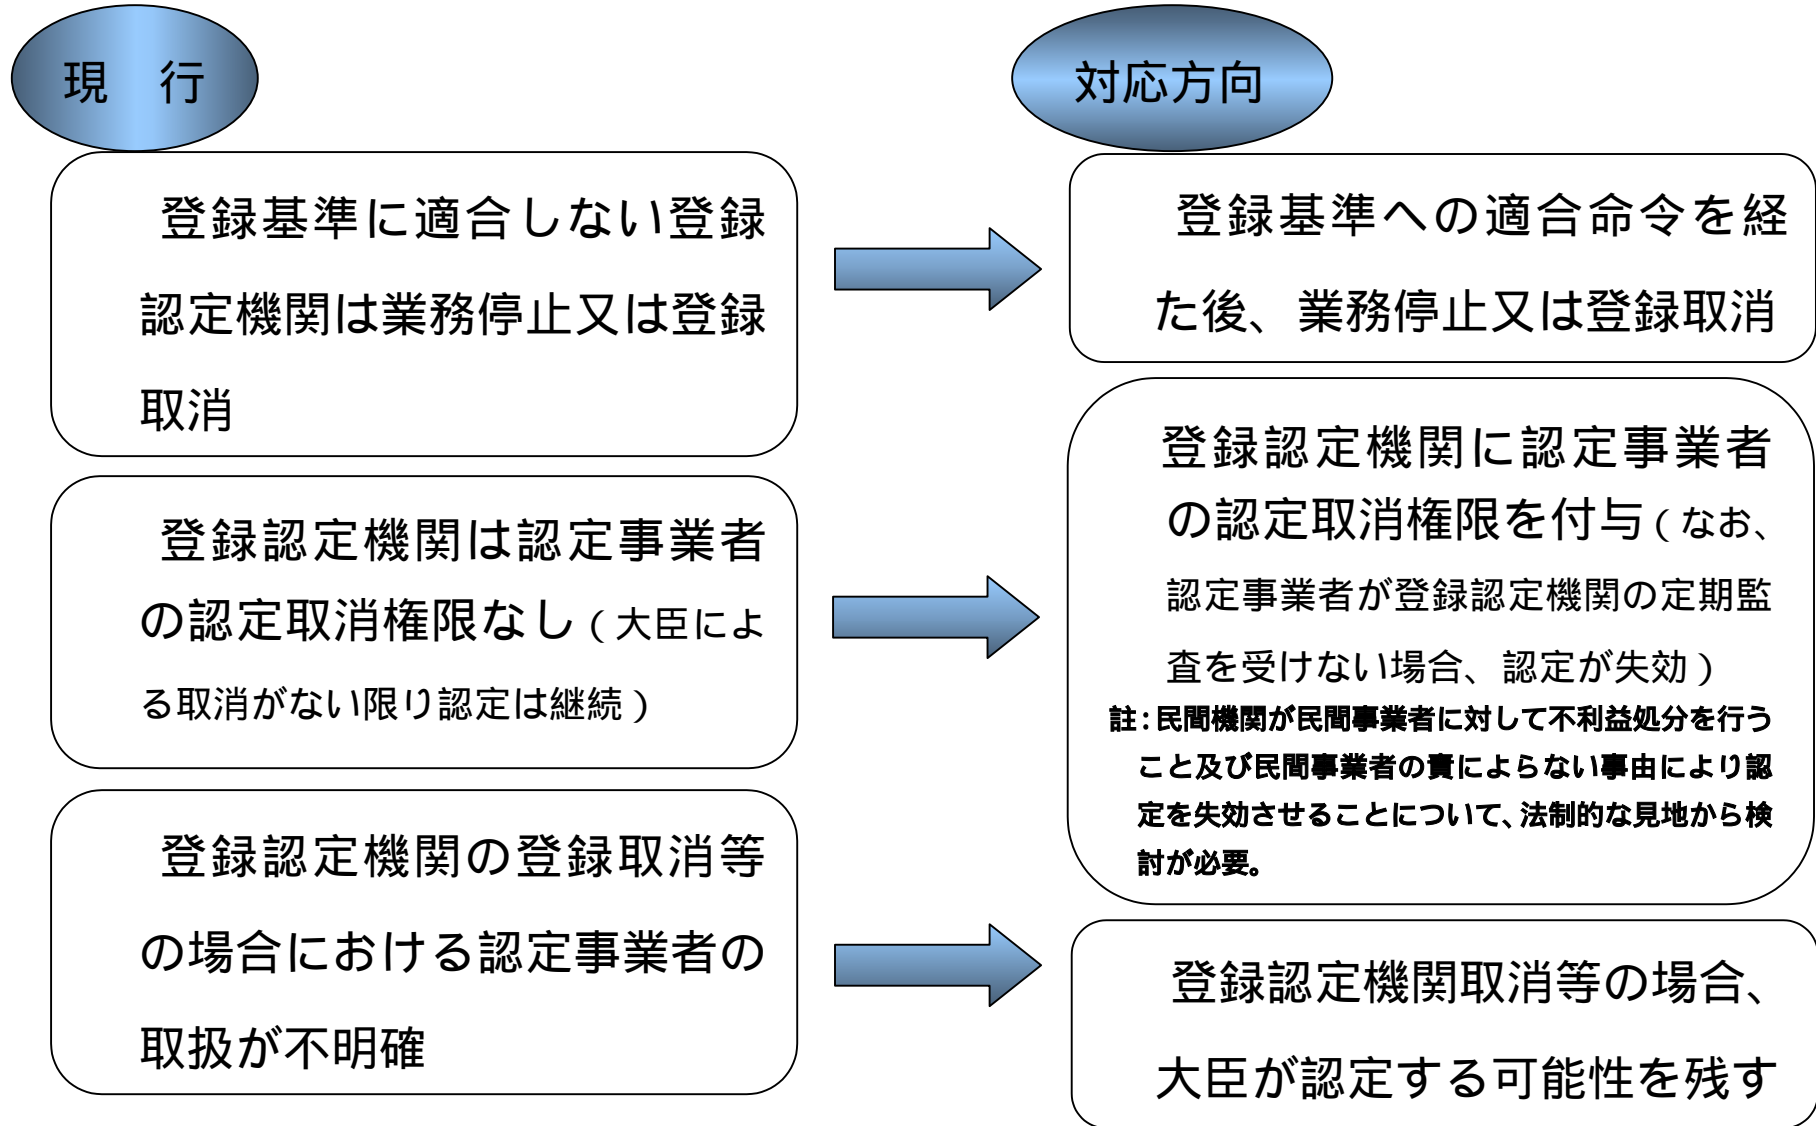 現　行
登録基準に適合しない登録
認定機関は業務停止又は登録
取消
登録認定機関は認定事業者
の認定取消権限なし（大臣によ
る取消がない限り認定は継続）
登録認定機関の登録取消等
の場合における認定事業者の
取扱が不明確
対応方向
登録基準への適合命令を経
た後、業務停止又は登録取消
登録認定機関に認定事業者
の認定取消権限を付与（なお、
認定事業者が登録認定機関の定期監
査を受けない場合、認定が失効）
註：民間機関が民間事業者に対して不利益処分を行う
こと及び民間事業者の責によらない事由により認
定を失効させることについて、法制的な見地から検
討が必要。
登録認定機関取消等の場合、
大臣が認定する可能性を残す